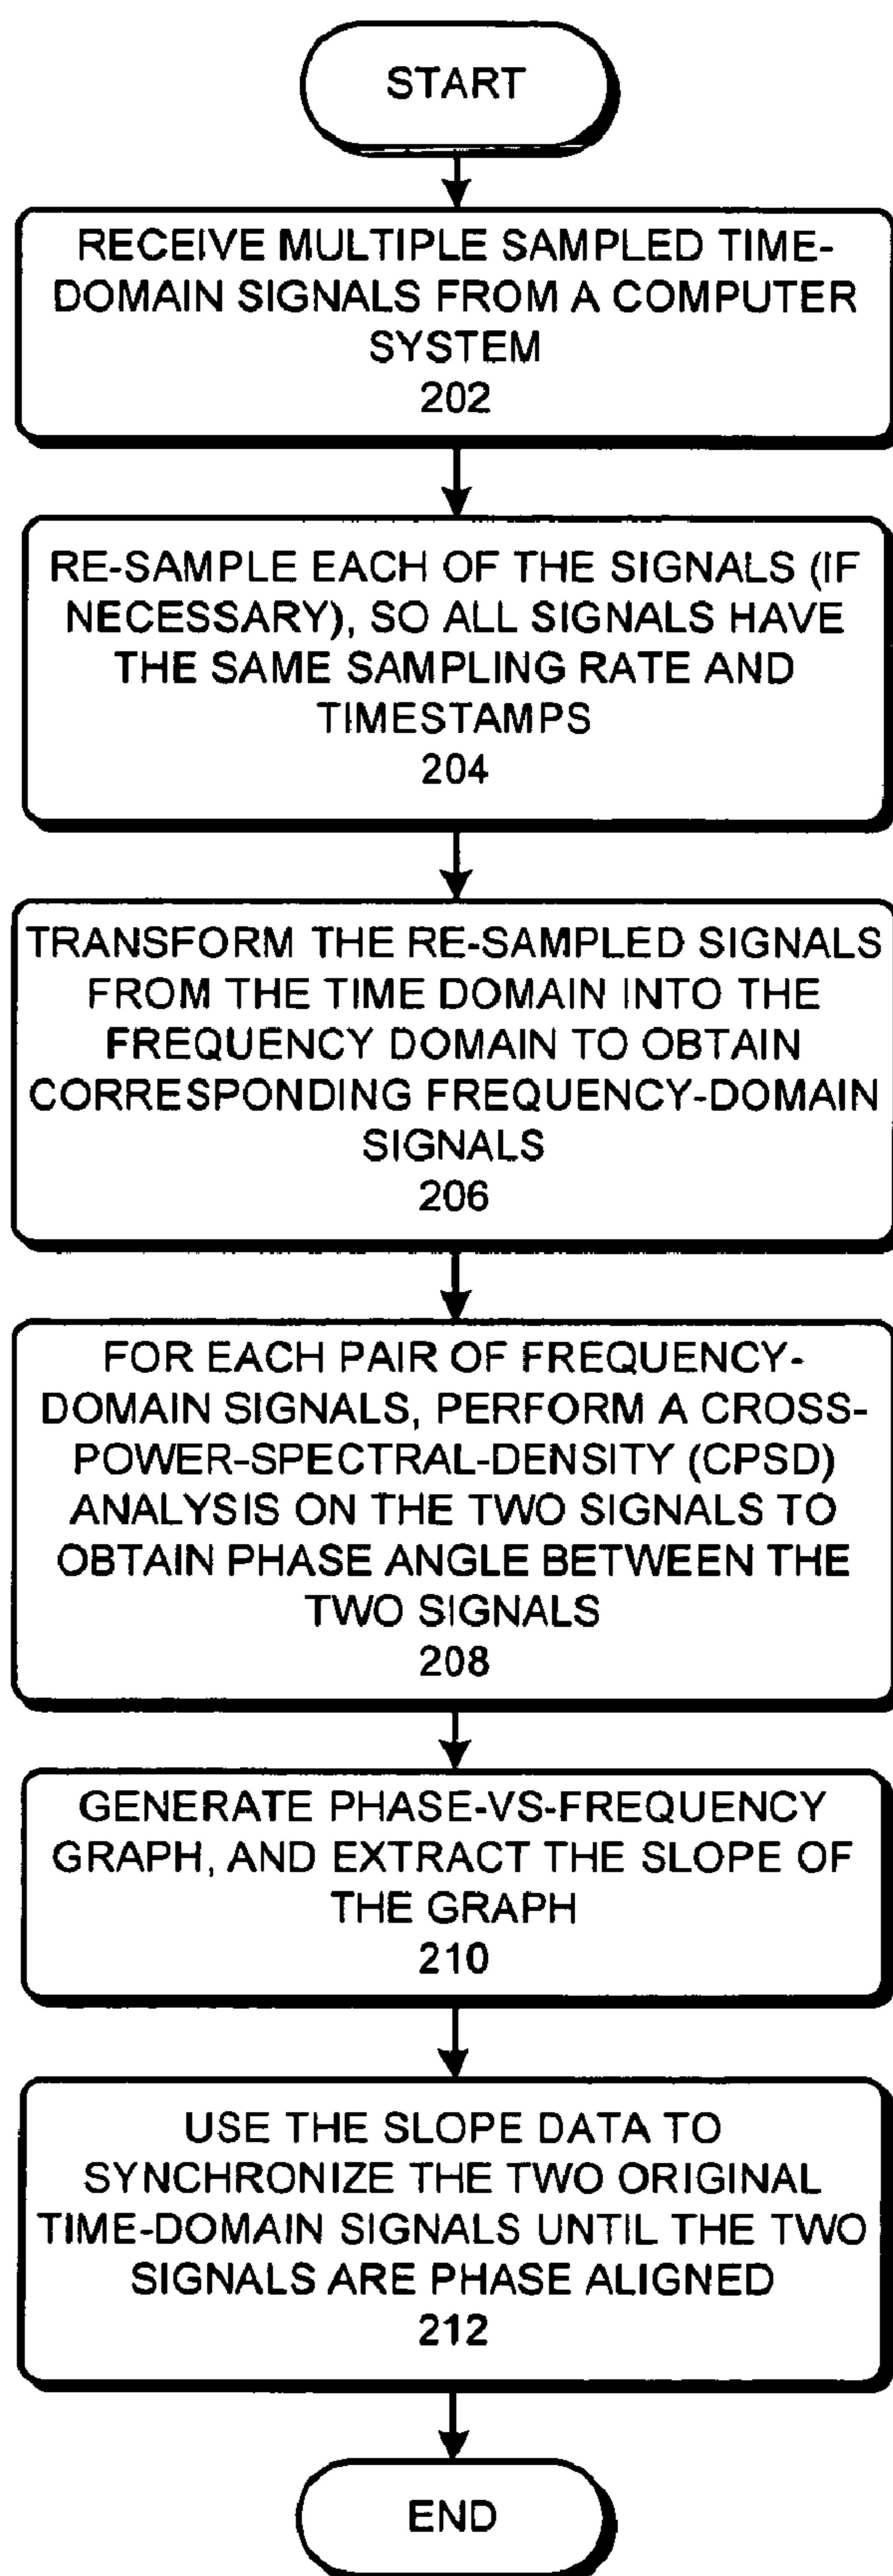 START
RECEIVE MULTIPLE SAMPLED TIME-
DOMAIN SIGNALS FROM A COMPUTER
SYSTEM
202
RE-SAMPLE EACH OF THE SIGNALS (IF
NECESSARY), SO ALL SIGNALS HAVE
THE SAME SAMPLING RATE AND
TIMESTAMPS
204
TRANSFORM THE RE-SAMPLED SIGNALS
FROM THE TIME DOMAIN INTO THE
FREQUENCY DOMAIN TO OBTAIN
CORRESPONDING FREQUENCY-DOMAIN
SIGNALS
206
FOR EACH PAIR OF FREQUENCY-
DOMAIN SIGNALS, PERFORM A CROSS-
POWER-SPECTRAL-DENSITY (CPSD)
ANALYSIS ON THE TWO SIGNALS TO
OBTAIN PHASE ANGLE BETWEEN THE
TWO SIGNALS
208
GENERATE PHASE-VS-FREQUENCY
GRAPH, AND EXTRACT THE SLOPE OF
THE GRAPH
210
USE THE SLOPE DATA TO
SYNCHRONIZE THE TWO ORIGINAL
TIME-DOMAIN SIGNALS UNTIL THE TWO
SIGNALS ARE PHASE ALIGNED
212
END